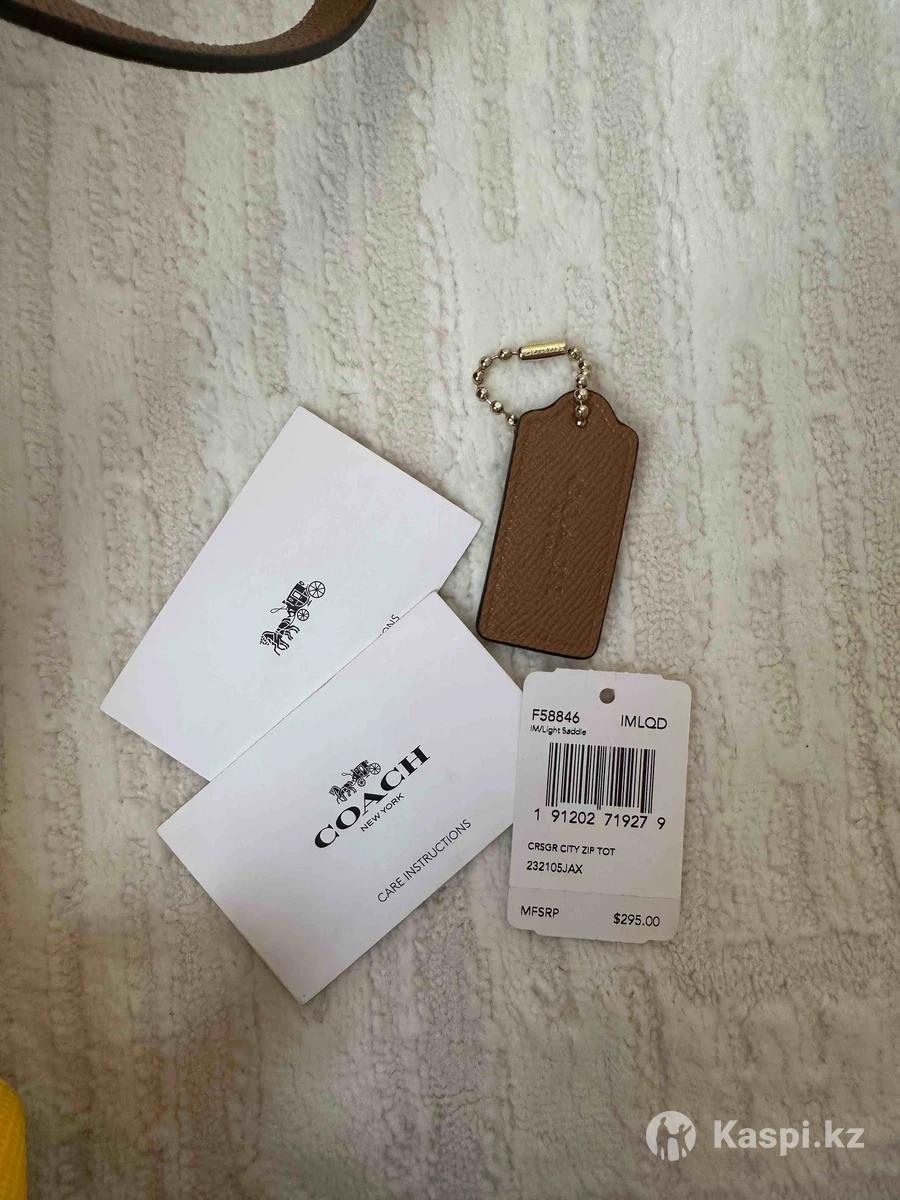 ONS
COACH
NEW YORK
CARE INSTRUCTIONS
F58846 IMLQD
IM/Light Saddle
1 91202 71927 9
CRSGR CITY ZIP TOT
232105JAX
MFSRP $295.00
Kaspi.kz